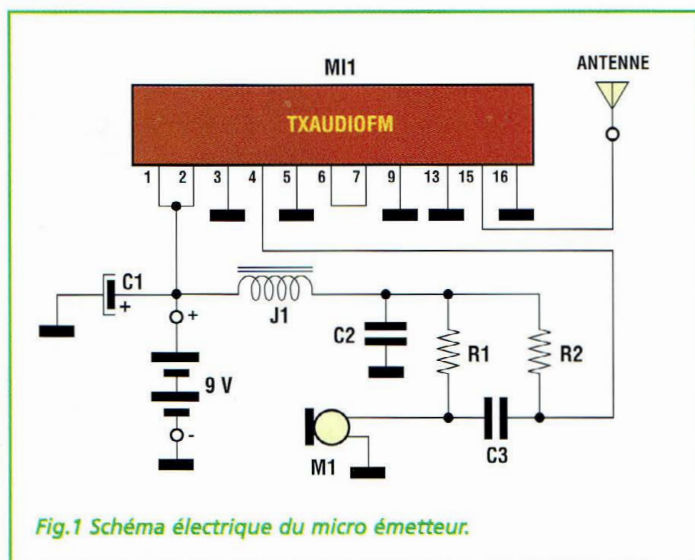 MI1
ANTENNE
TXAUDIOFM
1 2 3 4 5 6 7 9 13 15 16
C1
+
+
J1
C2
R1
R2
9 V
-
M1
C3
Fig.1 Schéma électrique du micro émetteur.